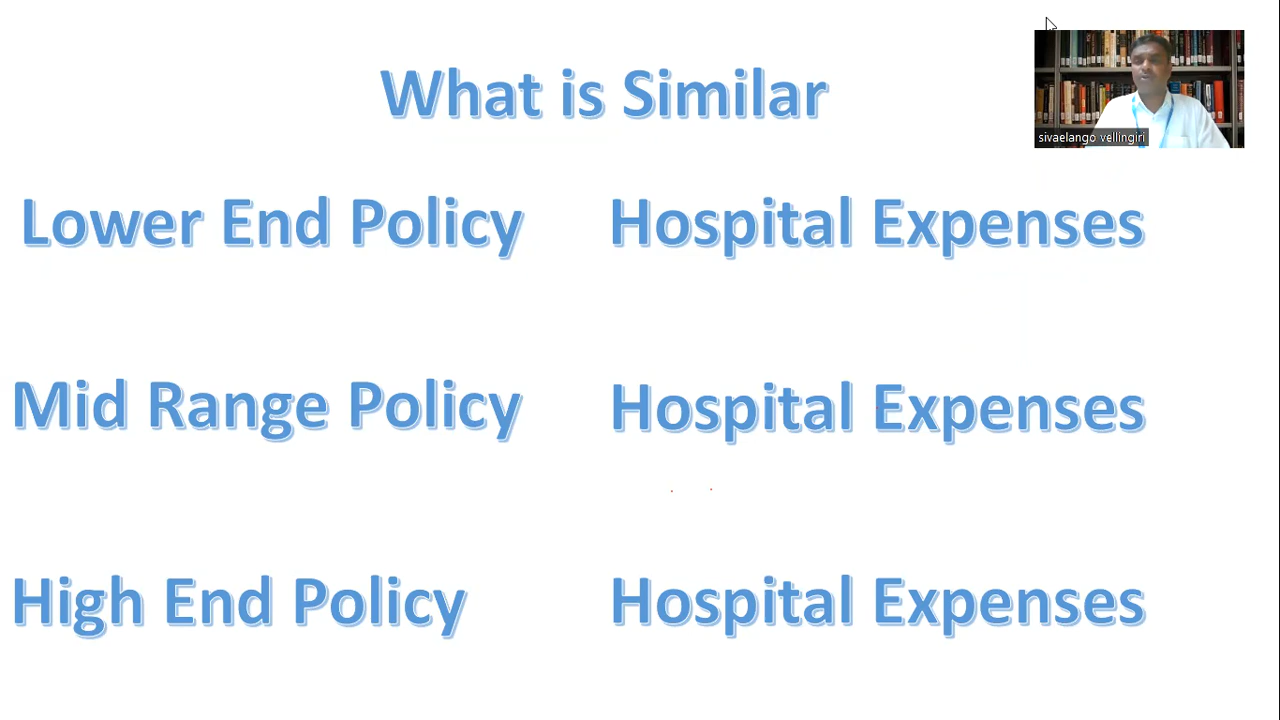 What is Similar
sivaelango vellingiri
Lower End Policy Hospital Expenses
Mid Range Policy Hospital Expenses
High End Policy Hospital Expenses